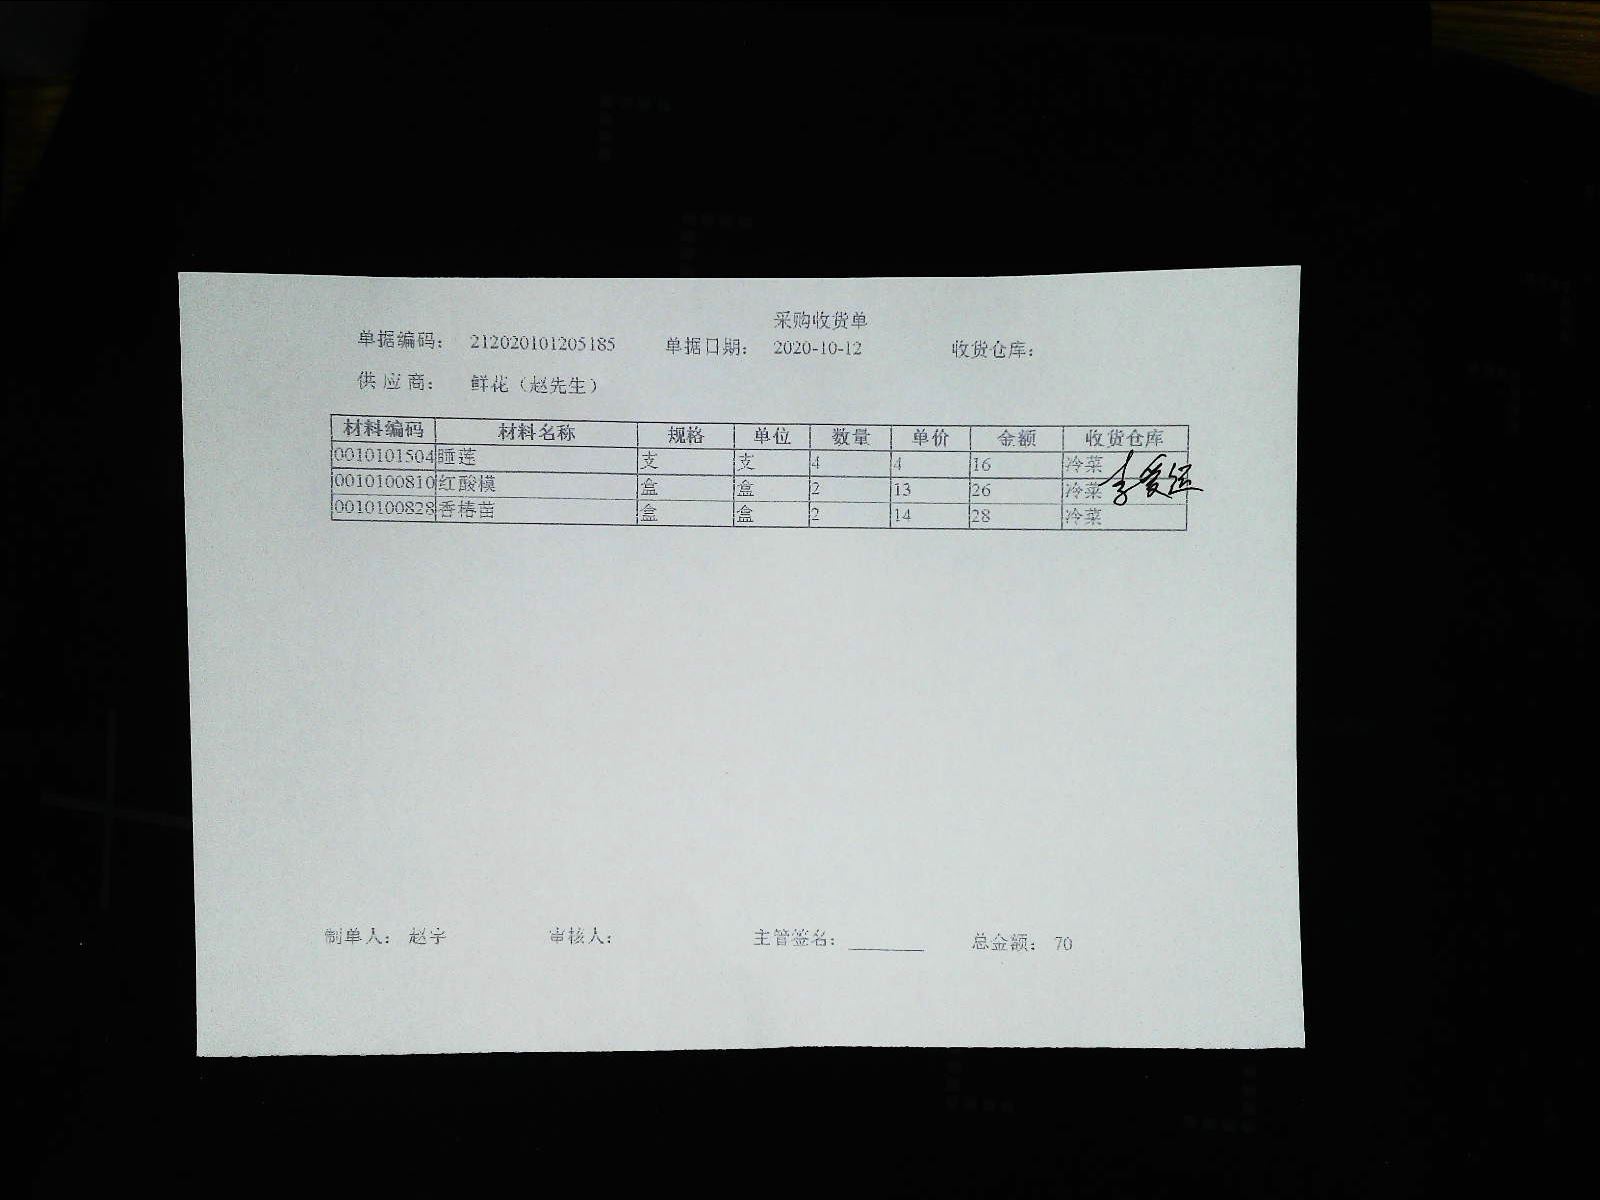 采购收货单
单据编码： 212020101205185 单据日期： 2020-10-12 收货仓库：
供应商： 鲜花（赵先生）
材料编码 材料名称 规格 单位 数量 单价 金额 收货仓库
0010101504 睡莲 支 支 4 4 16 冷菜
0010100810 红酸模 盒 盒 2 13 26 冷菜
0010100828 香椿苗 盒 盒 2 14 28 冷菜
制单人： 赵宇 审核人： 主管签名： 总金额： 70